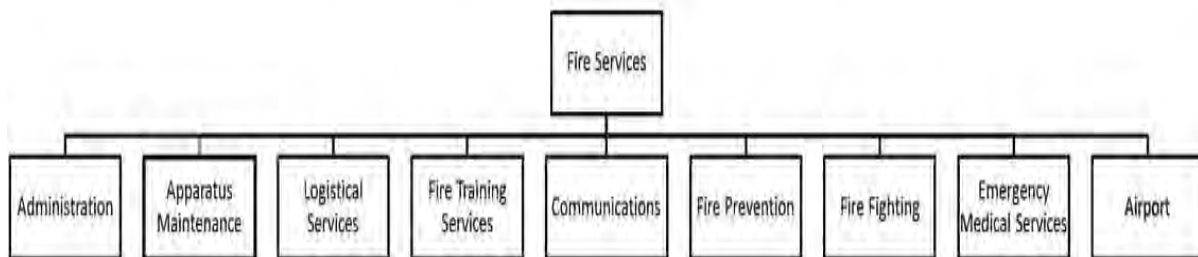 Fire Services
Administration
Apparatus
Maintenance
Logistical
Services
Fire Training
Services
Communications
Fire Prevention
Fire Fighting
Emergency
Medical Services
Airport